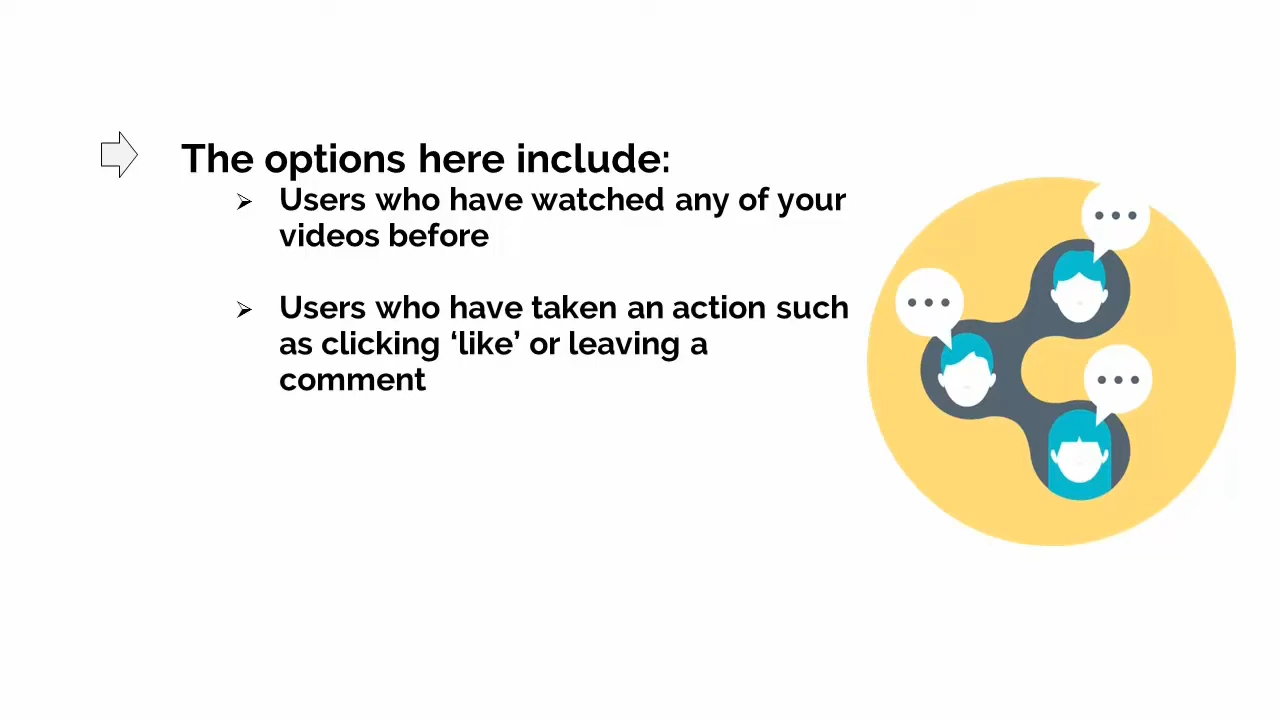 The options here include:
Users who have watched any of your
videos before
Users who have taken an action such
as clicking ‘like’ or leaving a
comment